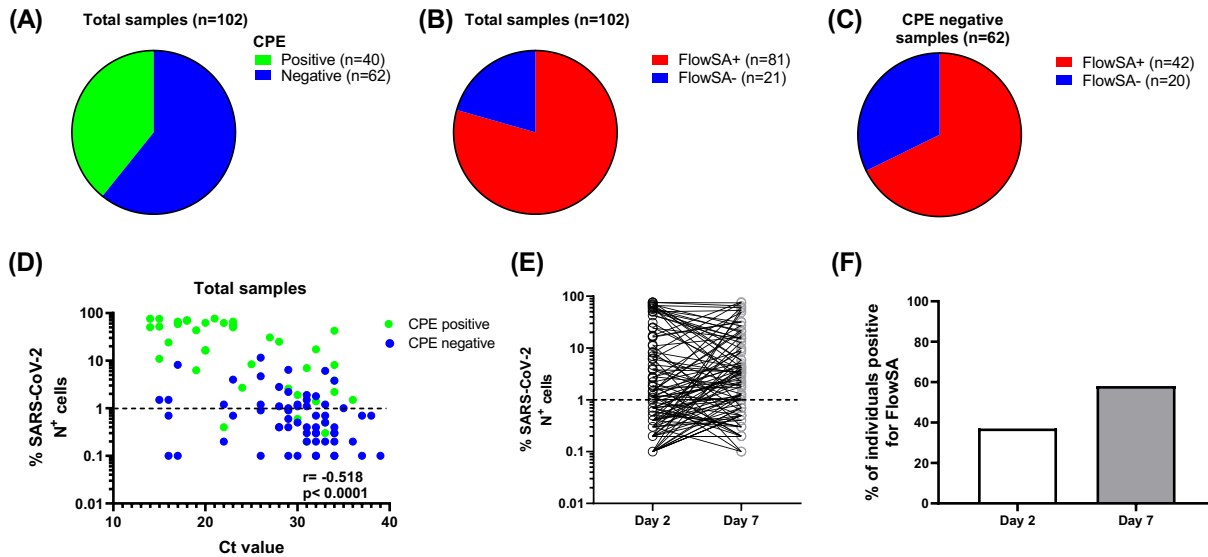 (A)
Total samples (n=102)
CPE
Positive (n=40)
Negative (n=62)
(B)
Total samples (n=102)
FlowSA+ (n=81)
FlowSA- (n=21)
(C)
CPE negative
samples (n=62)
FlowSA+ (n=42)
FlowSA- (n=20)
(D)
Total samples
% SARS-CoV-2
N+ cells
100
10
1
0.1
0.01
10
20
30
40
Ct value
r= -0.518
p< 0.0001
CPE positive
CPE negative
(E)
% SARS-CoV-2
N+ cells
100
10
1
0.1
0.01
Day 2
Day 7
(F)
% of individuals positive
for FlowSA
100
80
60
40
20
0
Day 2
Day 7